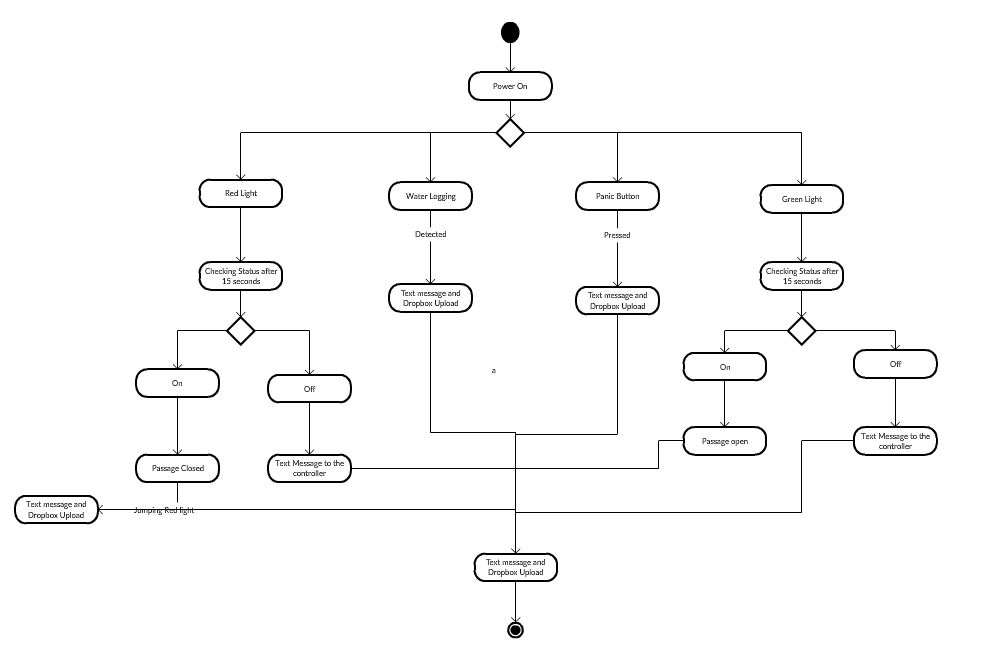 Power On
Red Light
Water Logging
Panic Button
Green Light
Detected
Pressed
Checking Status after
15 seconds
Checking Status after
15 seconds
Text message and
Dropbox Upload
Text message and
Dropbox Upload
On
Off
a
On
Off
Passage Closed
Text Message to the
controller
Passage open
Text Message to the
controller
Text message and
Dropbox Upload
Jumping Red light
Text message and
Dropbox Upload